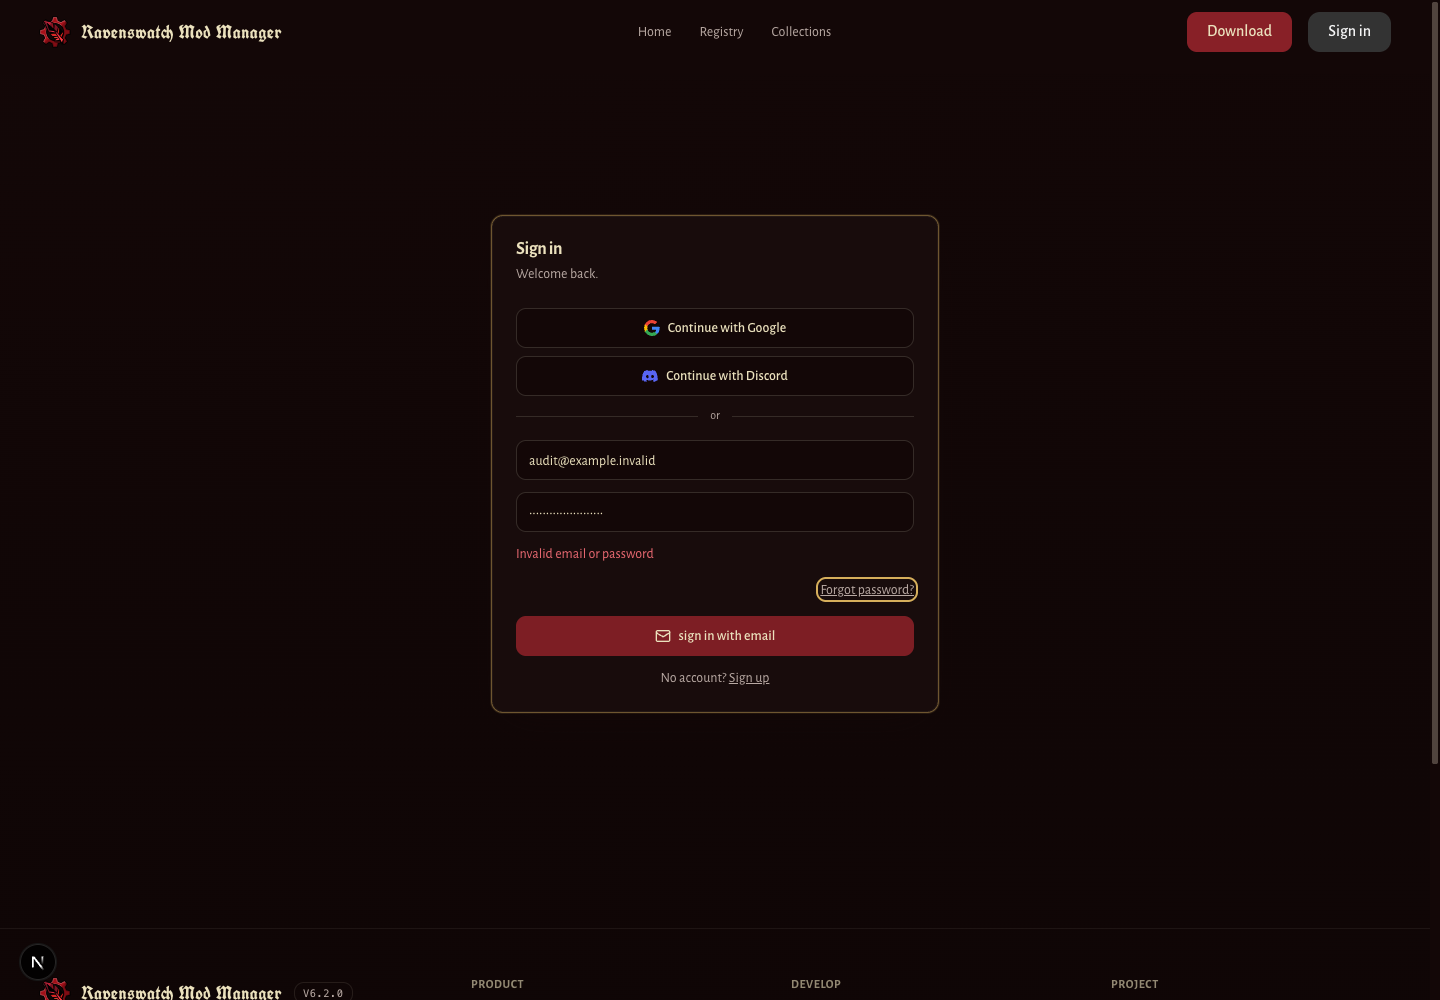 Ravenswatch Mod Manager
Home
Registry
Collections
Download
Sign in
Sign in
Welcome back.
Continue with Google
Continue with Discord
or
audit@example.invalid
Invalid email or password
Forgot password?
sign in with email
No account? Sign up
N
Ravenswatch Mod Manager
V6.2.0
PRODUCT
DEVELOP
PROJECT